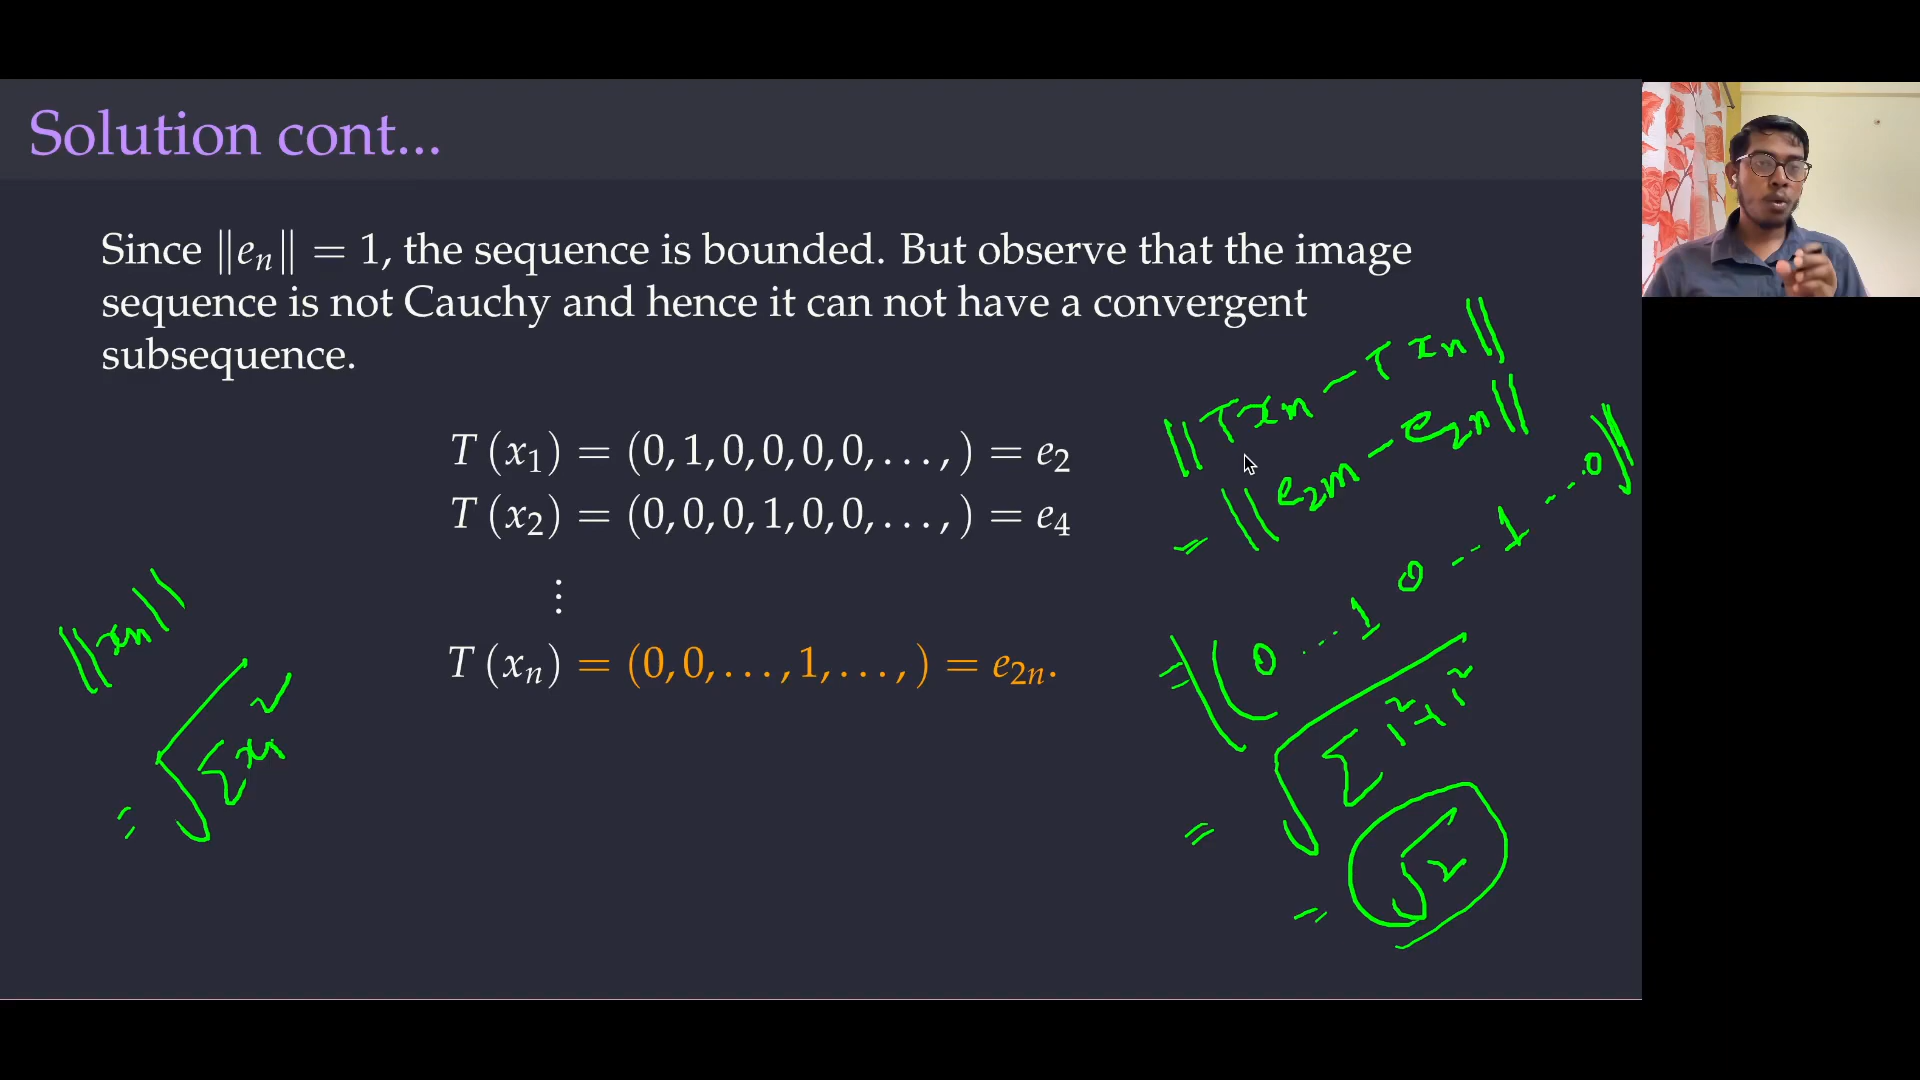 Solution cont...
Since ‖eₙ‖ = 1, the sequence is bounded. But observe that the image
sequence is not Cauchy and hence it can not have a convergent
subsequence.
T (x₁) = (0, 1, 0, 0, 0, 0, . . . , ) = e₂
T (x₂) = (0, 0, 0, 1, 0, 0, . . . , ) = e₄
⋮
T (xₙ) = (0, 0, . . . , 1, . . . , ) = e₂ₙ.
‖xₙ‖
= √Σxᵢ²
‖Txₘ − Txₙ‖
= ‖e₂ₘ − e₂ₙ‖
= ‖(0 ... 1 0 ... 1 ... 0‖
= √Σ 1² + 1²
= √2